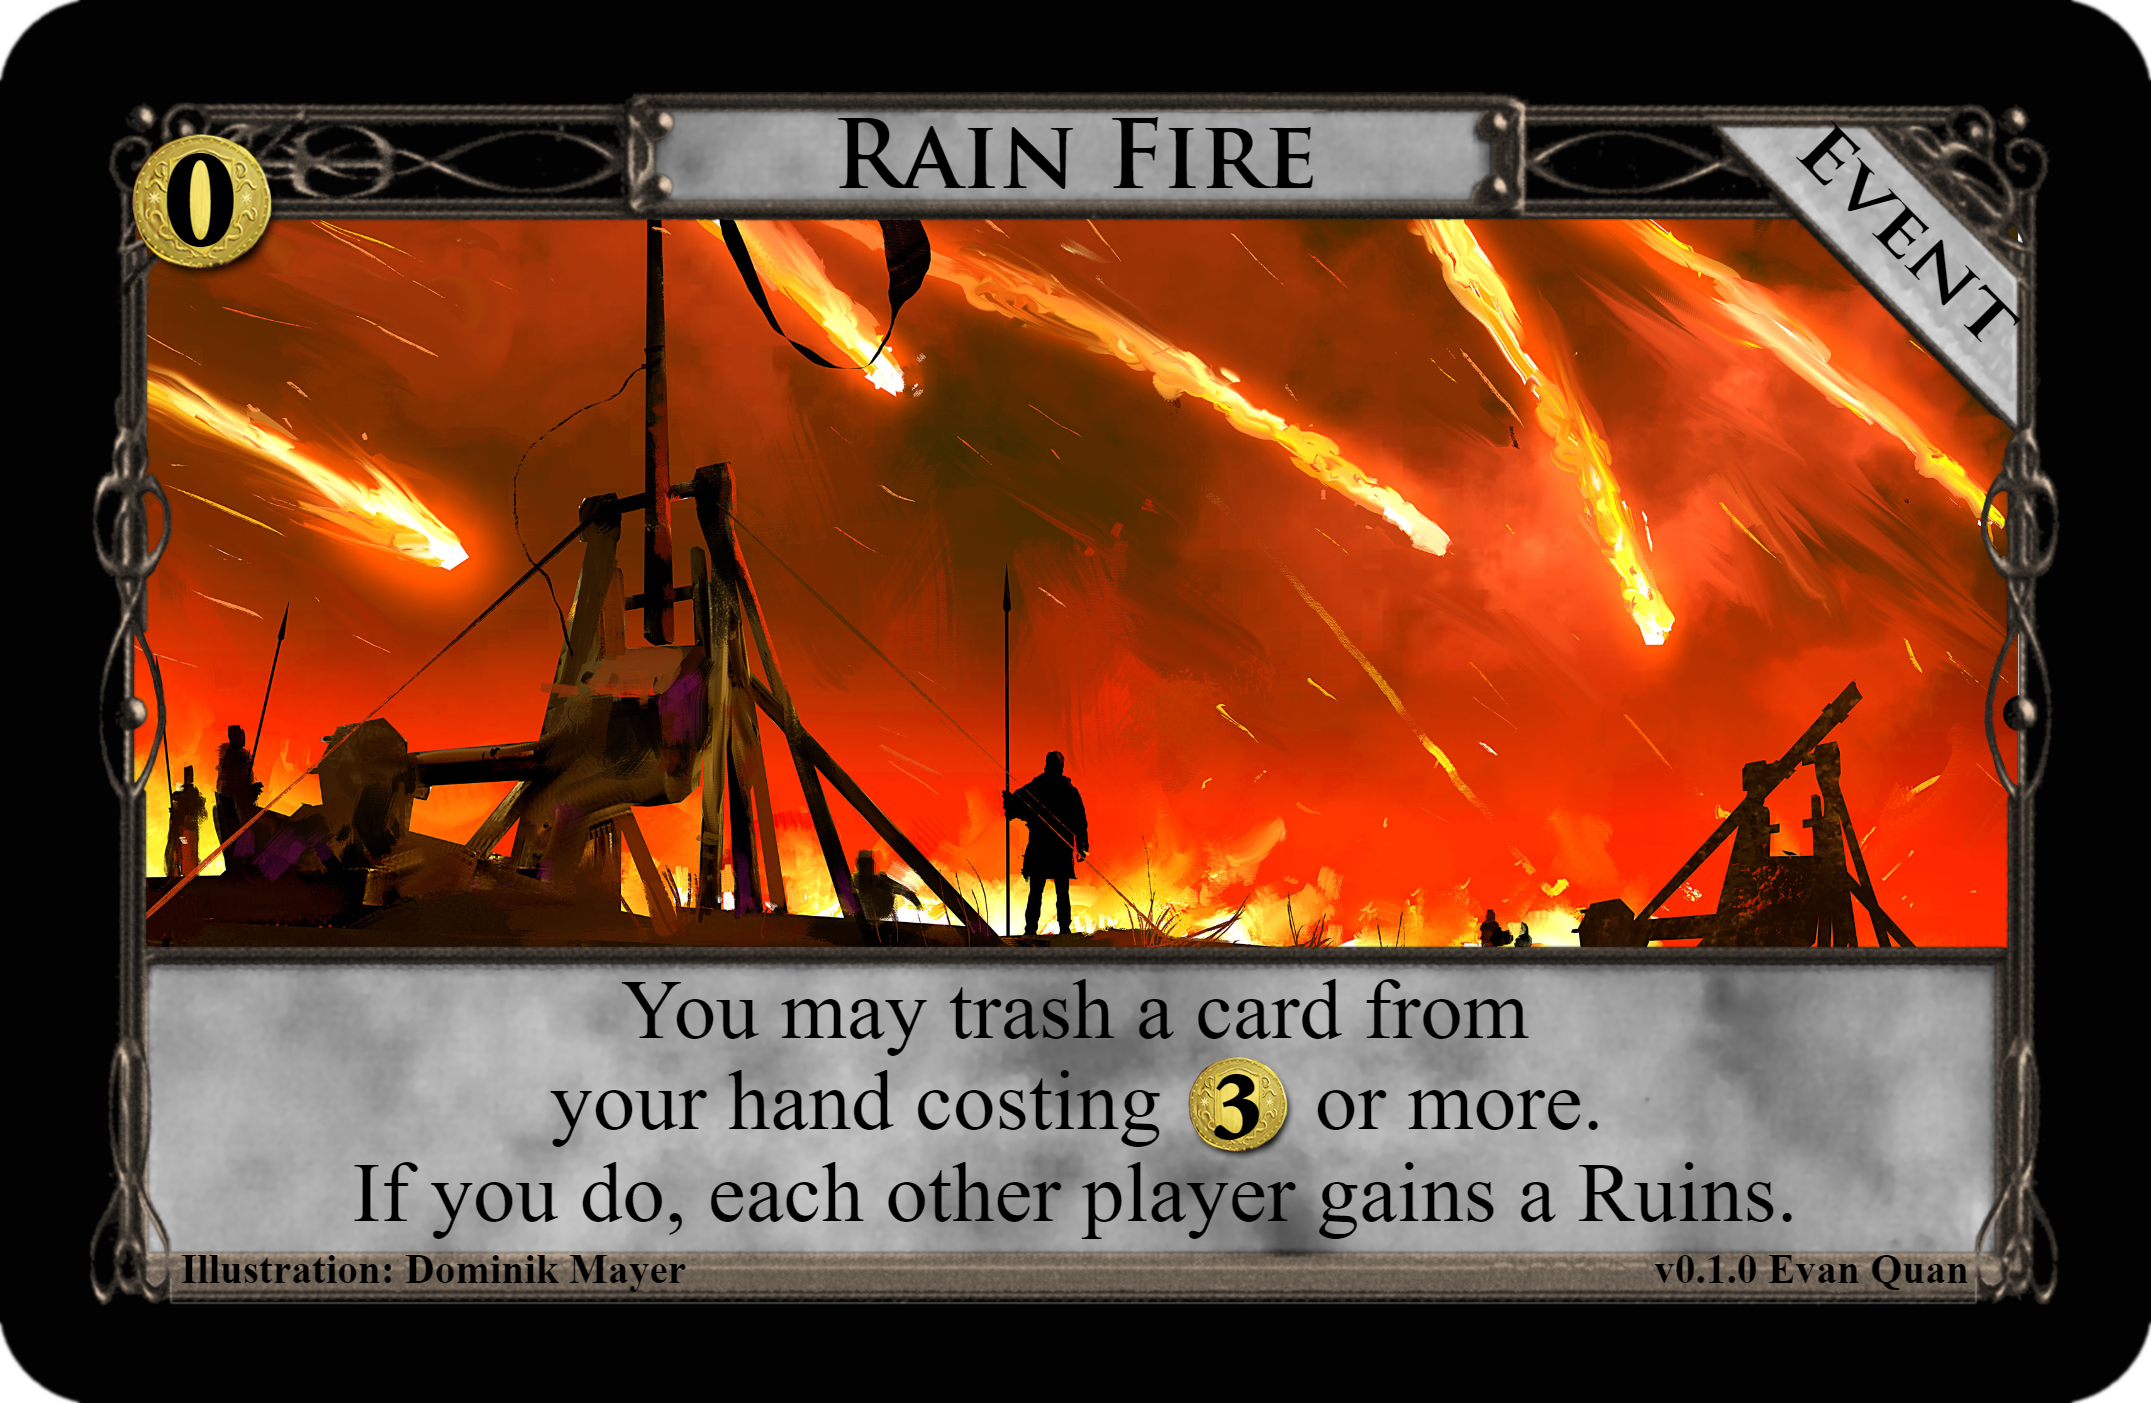 RAIN FIRE
0
EVENT
You may trash a card from
your hand costing 3 or more.
If you do, each other player gains a Ruins.
Illustration: Dominik Mayer
v0.1.0 Evan Quan